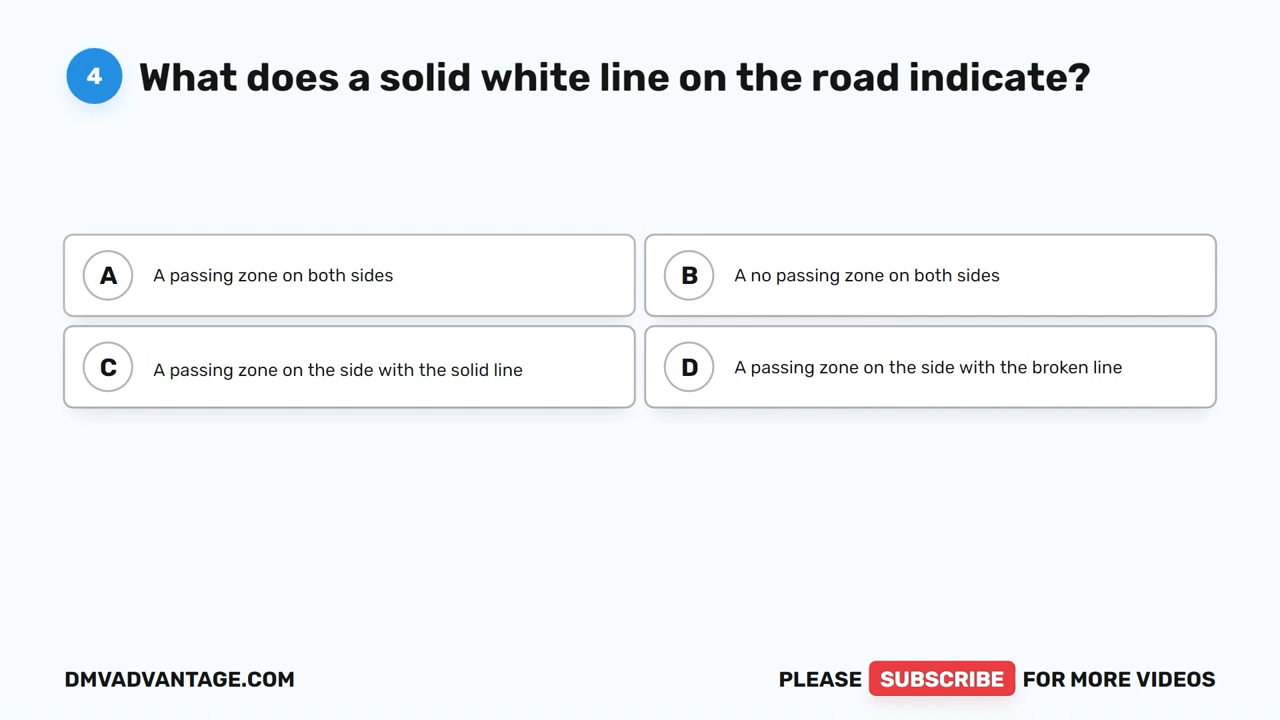 4 What does a solid white line on the road indicate?
A A passing zone on both sides
B A no passing zone on both sides
C A passing zone on the side with the solid line
D A passing zone on the side with the broken line
DMVADVANTAGE.COM
PLEASE SUBSCRIBE FOR MORE VIDEOS